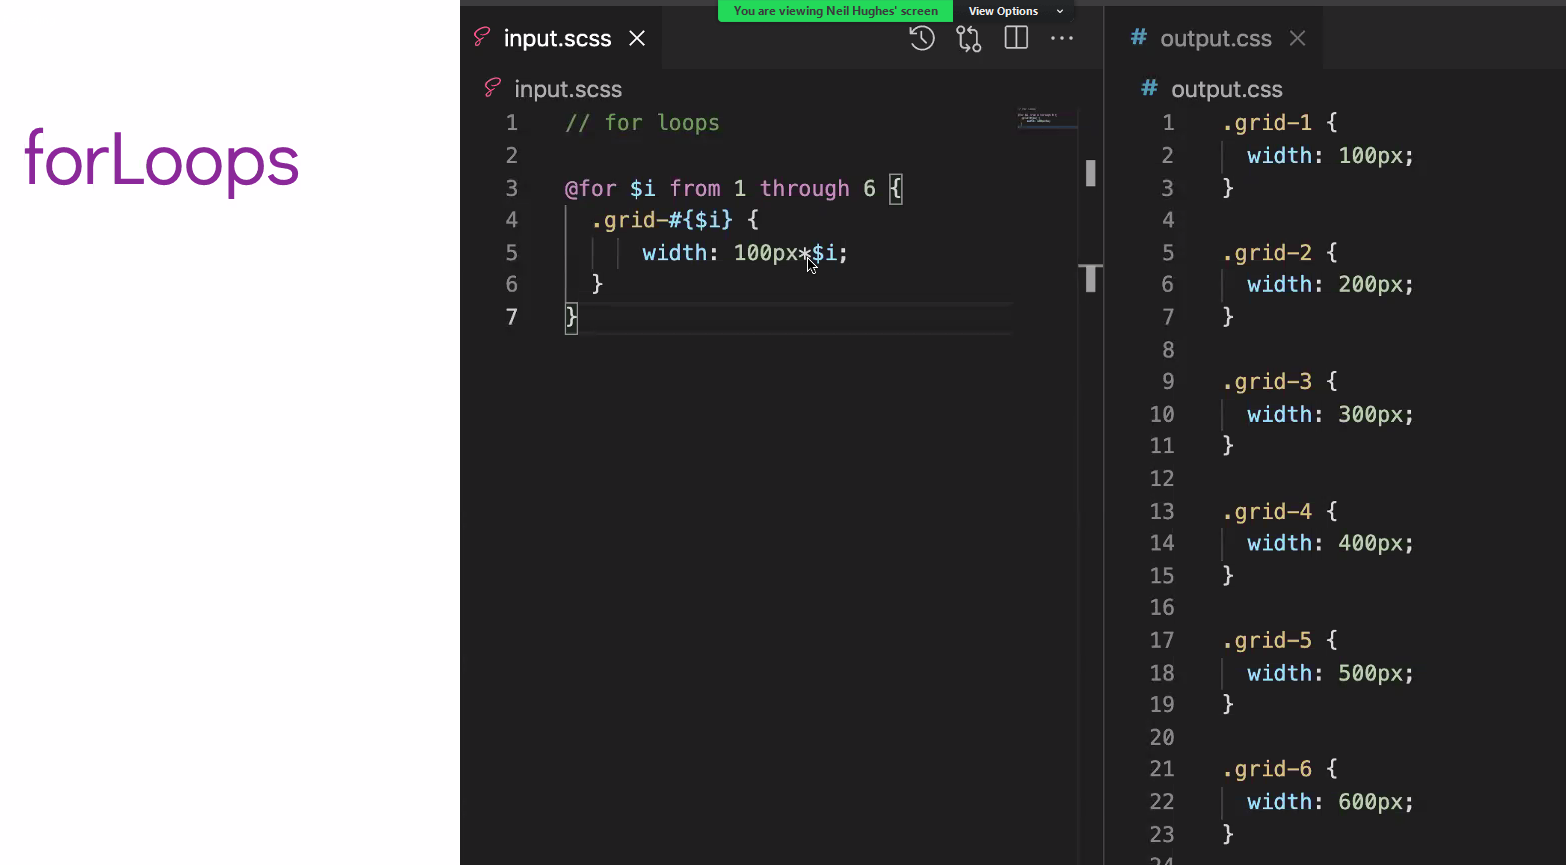 You are viewing Neil Hughes' screen View Options
forLoops
input.scss
input.scss
1 // for loops
2
3 @for $i from 1 through 6 {
4 .grid-#{$i} {
5 width: 100px*$i;
6 }
7 }
# output.css
# output.css
1 .grid-1 {
2 width: 100px;
3 }
4
5 .grid-2 {
6 width: 200px;
7 }
8
9 .grid-3 {
10 width: 300px;
11 }
12
13 .grid-4 {
14 width: 400px;
15 }
16
17 .grid-5 {
18 width: 500px;
19 }
20
21 .grid-6 {
22 width: 600px;
23 }
24